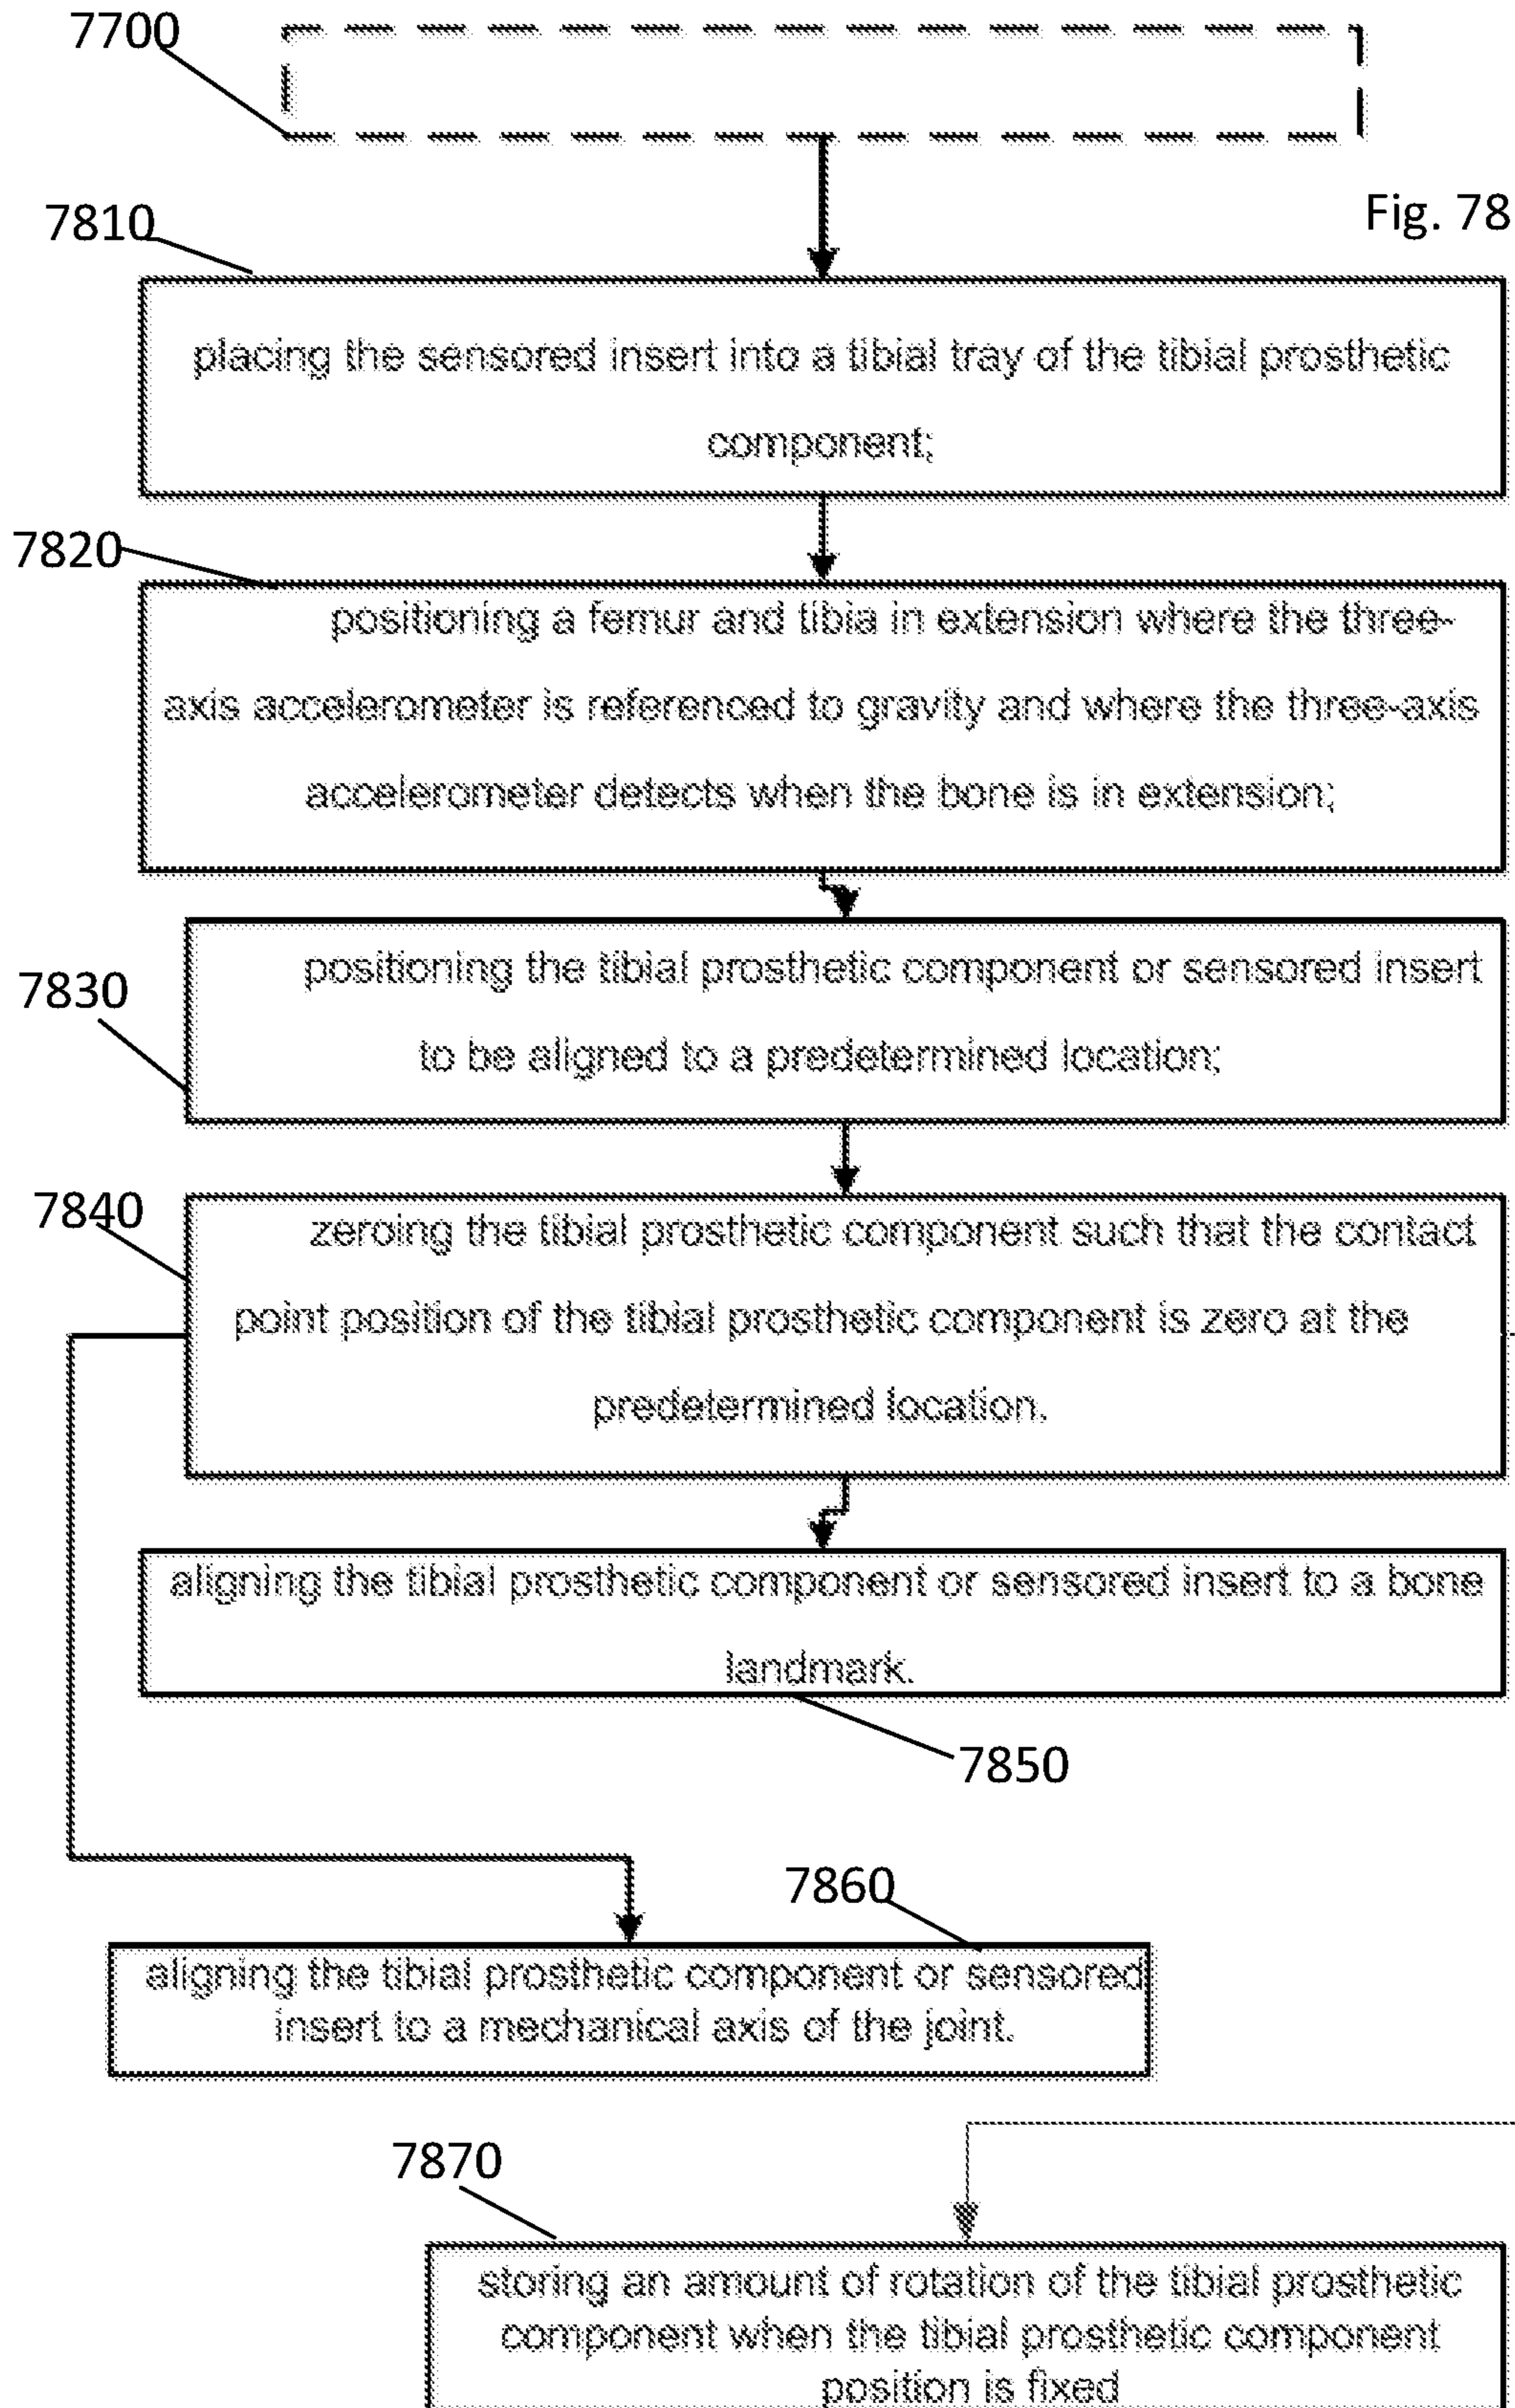 7700
Fig. 78
7810
placing the sensored insert into a tibial tray of the tibial prosthetic
component;
7820
positioning a femur and tibia in extension where the three-
axis accelerometer is referenced to gravity and where the three-axis
accelerometer detects when the bone is in extension;
7830
positioning the tibial prosthetic component or sensored insert
to be aligned to a predetermined location;
7840
zeroing the tibial prosthetic component such that the contact
point position of the tibial prosthetic component is zero at the
predetermined location.
aligning the tibial prosthetic component or sensored insert to a bone
landmark.
7850
7860
aligning the tibial prosthetic component or sensored
insert to a mechanical axis of the joint.
7870
storing an amount of rotation of the tibial prosthetic
component when the tibial prosthetic component
position is fixed